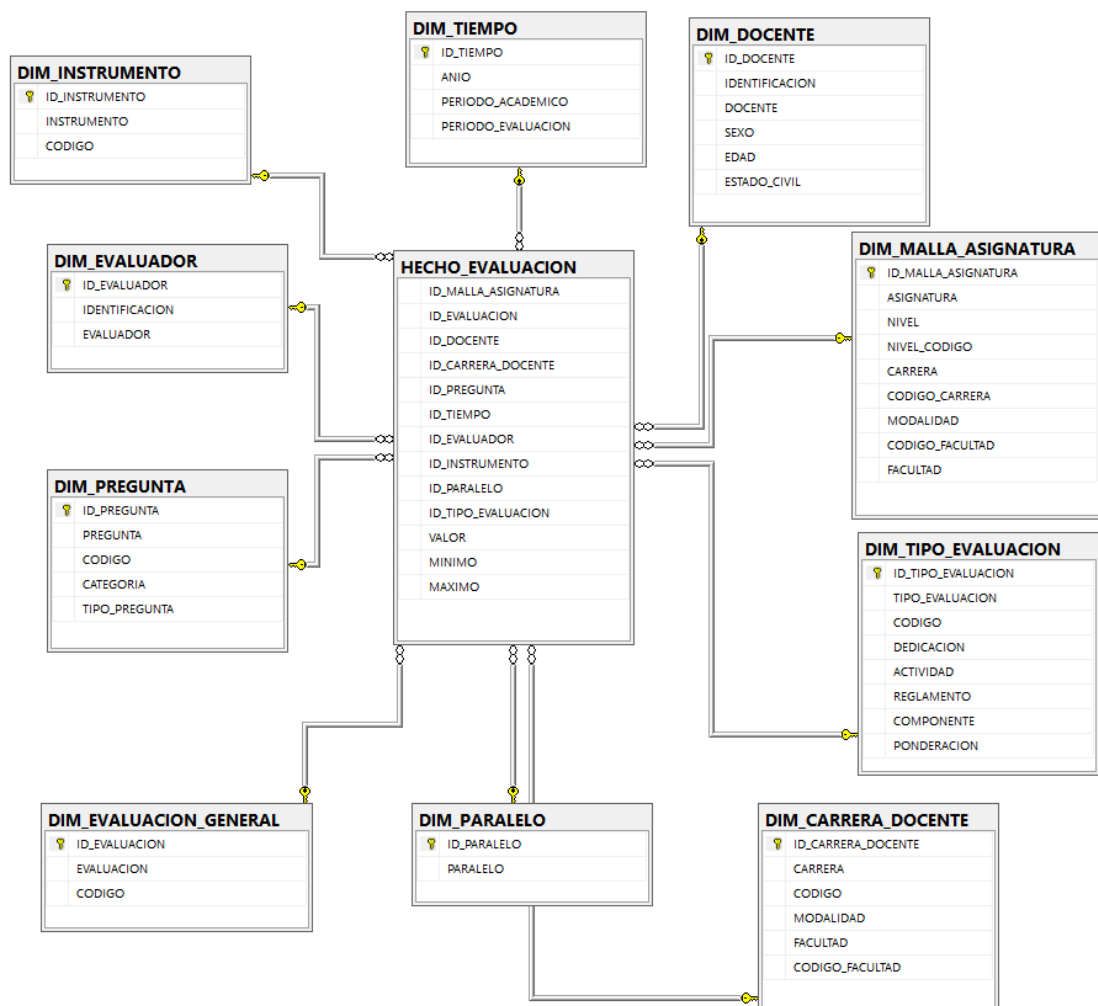 DIM_TIEMPO
ID_TIEMPO
ANIO
PERIODO_ACADEMICO
PERIODO_EVALUACION
DIM_DOCENTE
ID_DOCENTE
IDENTIFICACION
DOCENTE
SEXO
EDAD
ESTADO_CIVIL
DIM_INSTRUMENTO
ID_INSTRUMENTO
INSTRUMENTO
CODIGO
DIM_EVALUADOR
ID_EVALUADOR
IDENTIFICACION
EVALUADOR
HECHO_EVALUACION
ID_MALLA_ASIGNATURA
ID_EVALUACION
ID_DOCENTE
ID_CARRERA_DOCENTE
ID_PREGUNTA
ID_TIEMPO
ID_EVALUADOR
ID_INSTRUMENTO
ID_PARALELO
ID_TIPO_EVALUACION
VALOR
MINIMO
MAXIMO
DIM_MALLA_ASIGNATURA
ID_MALLA_ASIGNATURA
ASIGNATURA
NIVEL
NIVEL_CODIGO
CARRERA
CODIGO_CARRERA
MODALIDAD
CODIGO_FACULTAD
FACULTAD
DIM_PREGUNTA
ID_PREGUNTA
PREGUNTA
CODIGO
CATEGORIA
TIPO_PREGUNTA
DIM_TIPO_EVALUACION
ID_TIPO_EVALUACION
TIPO_EVALUACION
CODIGO
DEDICACION
ACTIVIDAD
REGLAMENTO
COMPONENTE
PONDERACION
DIM_EVALUACION_GENERAL
ID_EVALUACION
EVALUACION
CODIGO
DIM_PARALELO
ID_PARALELO
PARALELO
DIM_CARRERA_DOCENTE
ID_CARRERA_DOCENTE
CARRERA
CODIGO
MODALIDAD
FACULTAD
CODIGO_FACULTAD